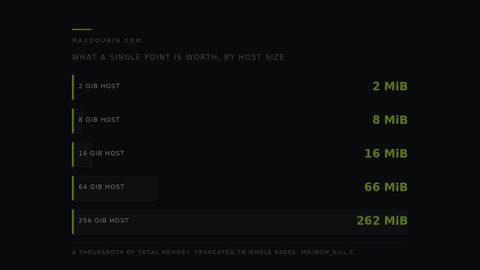 MAXDOURIN.COM
WHAT A SINGLE POINT IS WORTH, BY HOST SIZE
2 GIB HOST 2 MiB
8 GIB HOST 8 MiB
16 GIB HOST 16 MiB
64 GIB HOST 66 MiB
256 GIB HOST 262 MiB
A THOUSANDTH OF TOTAL MEMORY, TRUNCATED TO WHOLE PAGES. MM/OOM_KILL.C